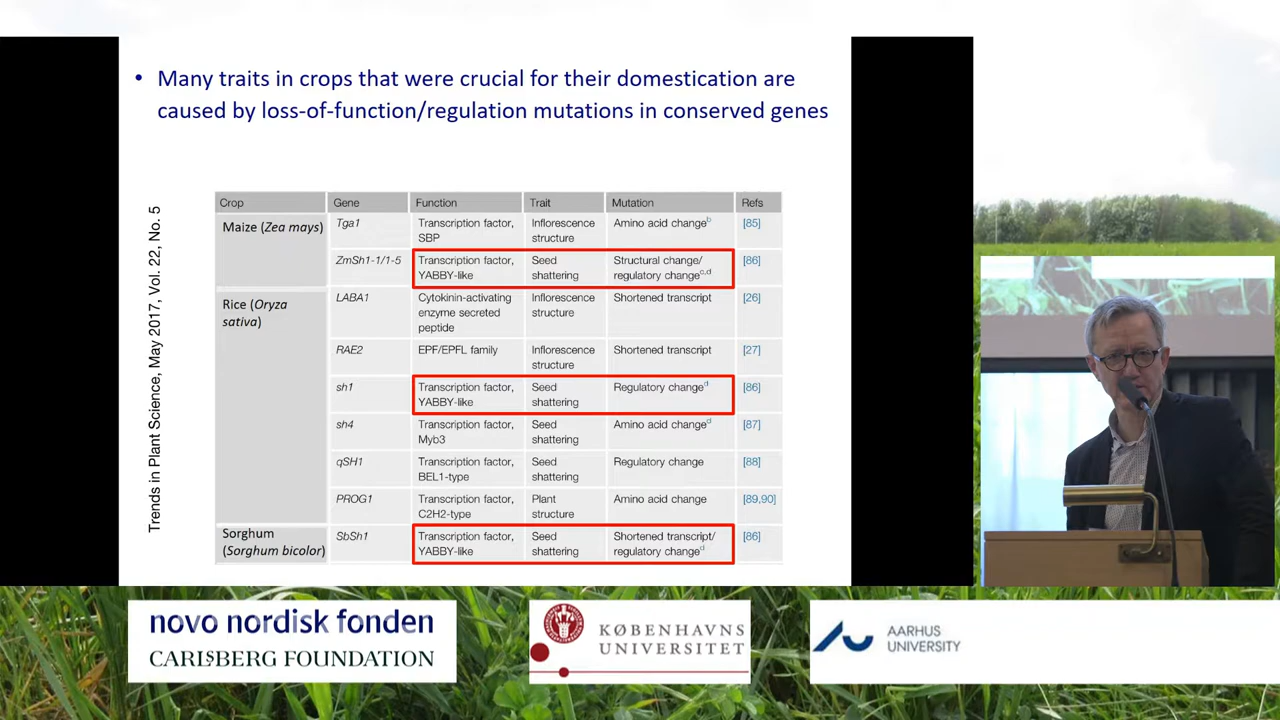 • Many traits in crops that were crucial for their domestication are
caused by loss-of-function/regulation mutations in conserved genes
Trends in Plant Science, May 2017, Vol. 22, No. 5
Crop Gene Function Trait Mutation Refs
Maize (Zea mays) Tga1 Transcription factor, Inflorescence Amino acid changeᵇ [85]
SBP structure
ZmSh1-1/1-5 Transcription factor, Seed Structural change/ [86]
YABBY-like shattering regulatory changeᶜ,ᵈ
Rice (Oryza LABA1 Cytokinin-activating Inflorescence Shortened transcript [26]
sativa) enzyme secreted structure
peptide
RAE2 EPF/EPFL family Inflorescence Shortened transcript [27]
structure
sh1 Transcription factor, Seed Regulatory changeᵈ [86]
YABBY-like shattering
sh4 Transcription factor, Seed Amino acid changeᵈ [87]
Myb3 shattering
qSH1 Transcription factor, Seed Regulatory change [88]
BEL1-type shattering
PROG1 Transcription factor, Plant Amino acid change [89,90]
C2H2-type structure
Sorghum SbSh1 Transcription factor, Seed Shortened transcript/ [86]
(Sorghum bicolor) YABBY-like shattering regulatory changeᵈ
novo nordisk fonden
CARLSBERG FOUNDATION
KØBENHAVNS
UNIVERSITET
AARHUS
UNIVERSITY